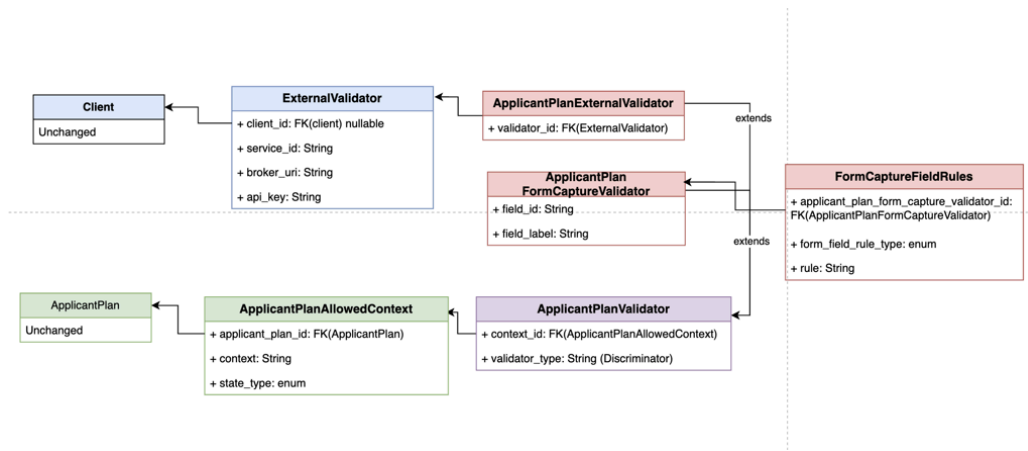 Client
Unchanged
ExternalValidator
+ client_id: FK(client) nullable
+ service_id: String
+ broker_uri: String
+ api_key: String
ApplicantPlanExternalValidator
+ validator_id: FK(ExternalValidator)
extends
ApplicantPlan
FormCaptureValidator
+ field_id: String
+ field_label: String
extends
FormCaptureFieldRules
+ applicant_plan_form_capture_validator_id:
FK(ApplicantPlanFormCaptureValidator)
+ form_field_rule_type: enum
+ rule: String
ApplicantPlan
Unchanged
ApplicantPlanAllowedContext
+ applicant_plan_id: FK(ApplicantPlan)
+ context: String
+ state_type: enum
ApplicantPlanValidator
+ context_id: FK(ApplicantPlanAllowedContext)
+ validator_type: String (Discriminator)